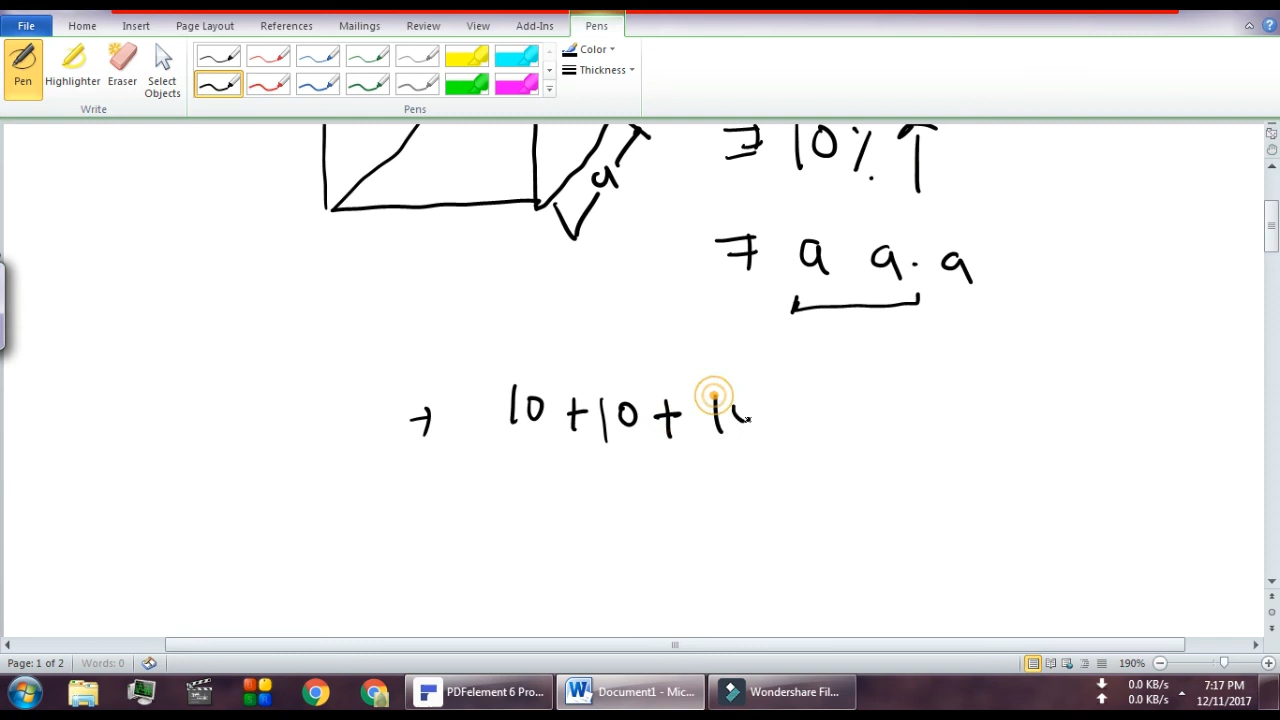 File Home Insert Page Layout References Mailings Review View Add-Ins Pens
Pen Highlighter Eraser Select Objects Color Thickness
Write Pens
10% ↑
a
a a. a
→ 10 + 10 + 10
Page: 1 of 2 Words: 0 190%
PDFelement 6 Pro... Document1 - Mic... Wondershare Fil... 0.0 KB/s 0.0 KB/s 7:17 PM 12/11/2017